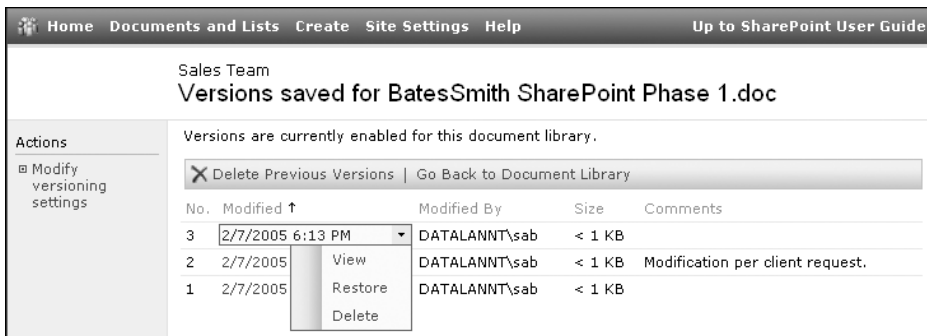 Home Documents and Lists Create Site Settings Help Up to SharePoint User Guide
Sales Team
Versions saved for BatesSmith SharePoint Phase 1.doc
Actions
Modify
versioning
settings
Versions are currently enabled for this document library.
Delete Previous Versions | Go Back to Document Library
No. Modified Modified By Size Comments
3 2/7/2005 6:13 PM DATALANNT\sab < 1 KB
2 2/7/2005 DATALANNT\sab < 1 KB Modification per client request.
1 2/7/2005 DATALANNT\sab < 1 KB
View
Restore
Delete